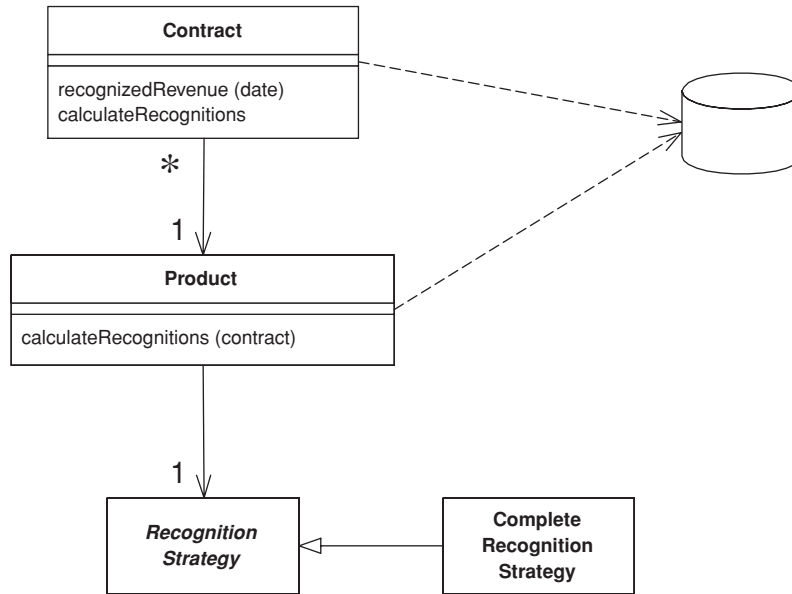 Contract
recognizedRevenue (date)
calculateRecognitions
*
1
Product
calculateRecognitions (contract)
1
Recognition
Strategy
Complete
Recognition
Strategy